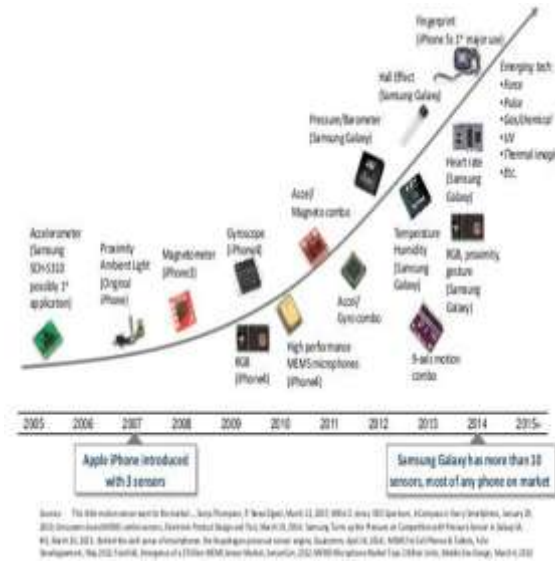 Fingerprint
(iPhone 5s 1st major use)
Hall Effect
(Samsung Galaxy)
Emerging tech:
• Force
• Pulse
• Gas/chemical
• UV
• Thermal image
• Etc.
Pressure/Barometer
(Samsung Galaxy)
Heart rate
(Samsung
Galaxy)
Accel/
Magneto combo
Gyroscope
(iPhone4)
Accelerometer
(Samsung
SCH-S310
possibly 1st
application)
Proximity
Ambient Light
(Original
iPhone)
Magnetometer
(iPhone3)
Temperature
Humidity
(Samsung
Galaxy)
RGB, proximity,
gesture
(Samsung
Galaxy)
Accel/
Gyro combo
RGB
(iPhone4)
High performance
MEMS microphones
(iPhone4)
9-axis motion
combo
2005 2006 2007 2008 2009 2010 2011 2012 2013 2014 2015+
Apple iPhone introduced
with 3 sensors
Samsung Galaxy has more than 10
sensors, most of any phone on market